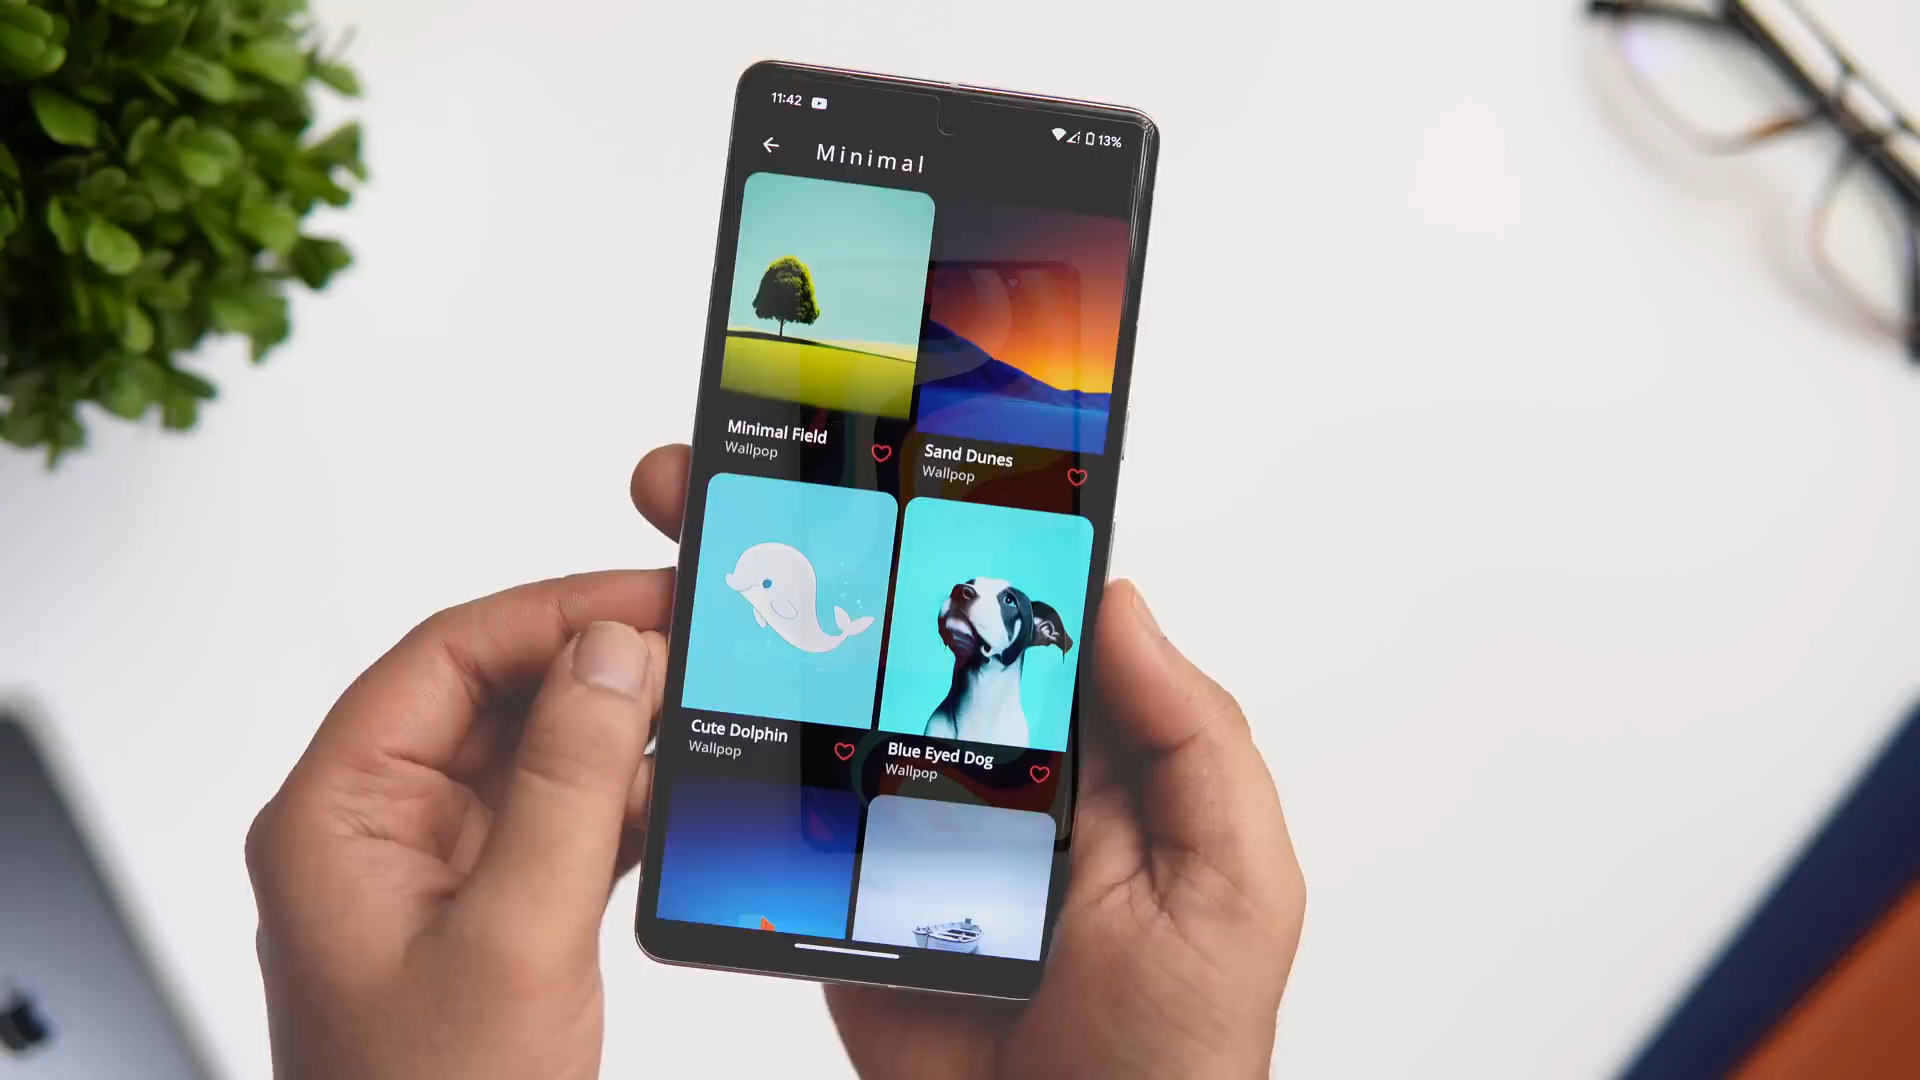 11:42
13%
Minimal
Minimal Field
Wallpop
Sand Dunes
Wallpop
Cute Dolphin
Wallpop
Blue Eyed Dog
Wallpop